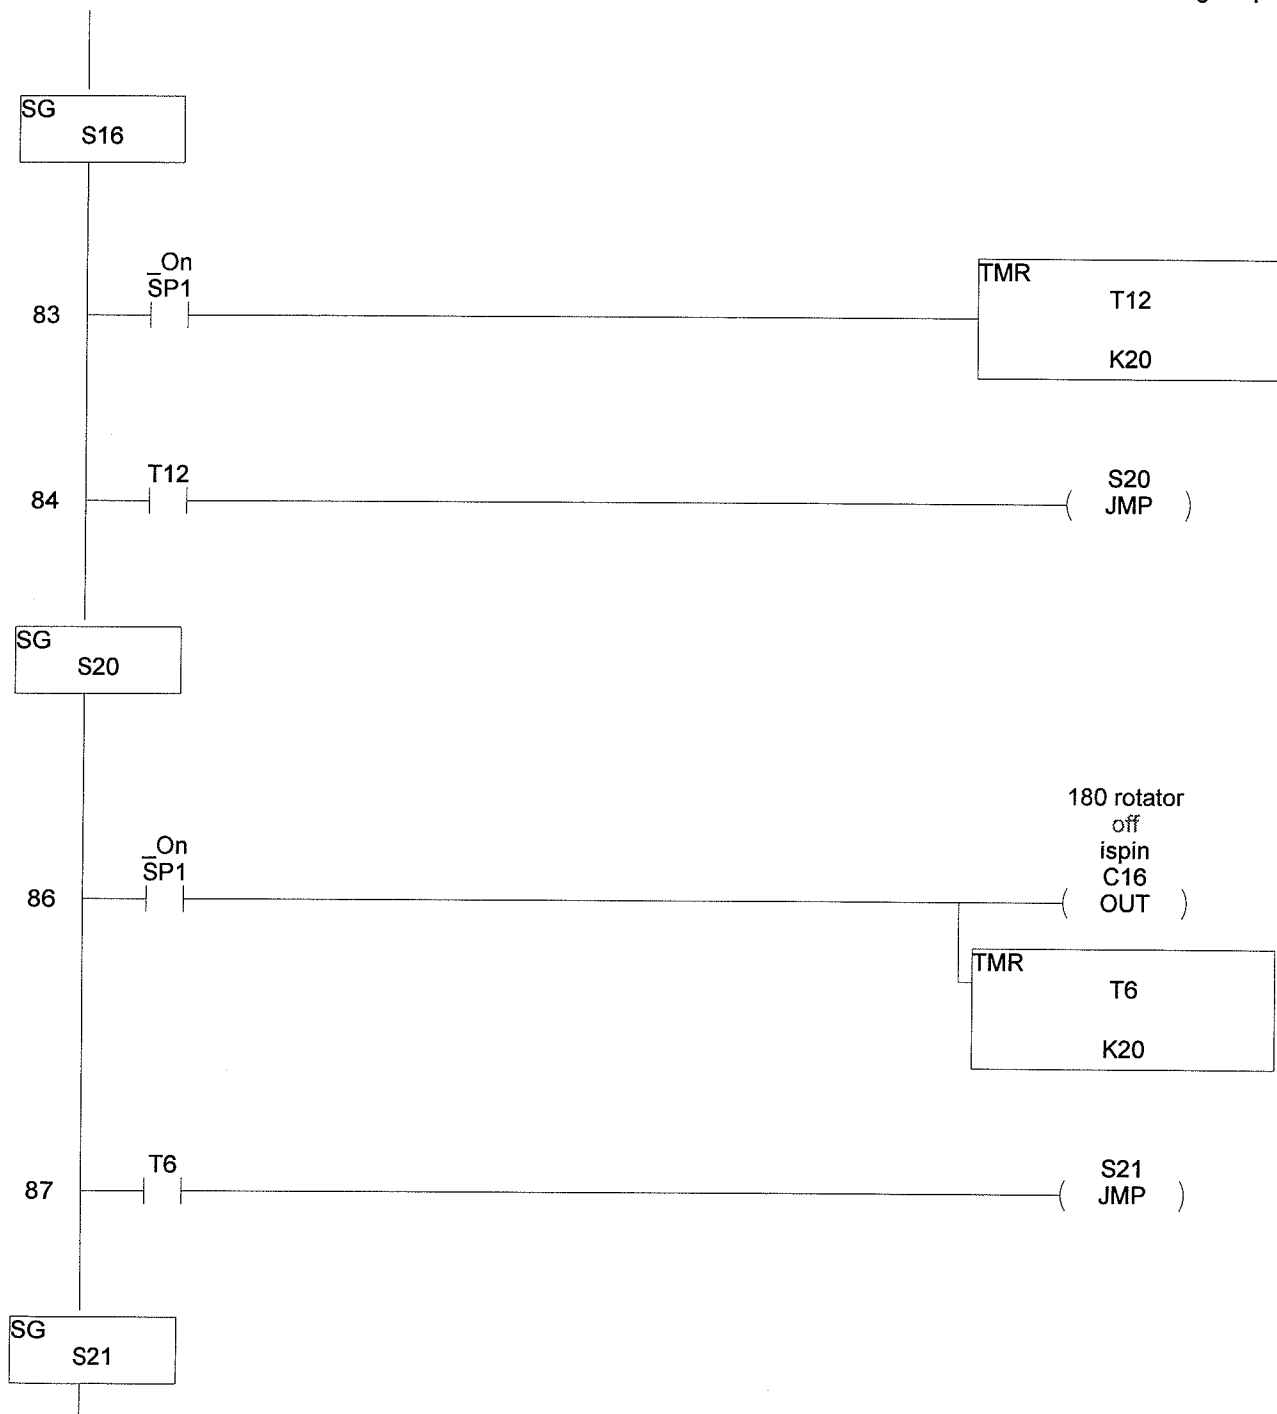 SG
S16
_On
SP1
83
TMR
T12
K20
T12
84
S20
JMP
SG
S20
180 rotator
off
ispin
C16
OUT
_On
SP1
86
TMR
T6
K20
T6
87
S21
JMP
SG
S21